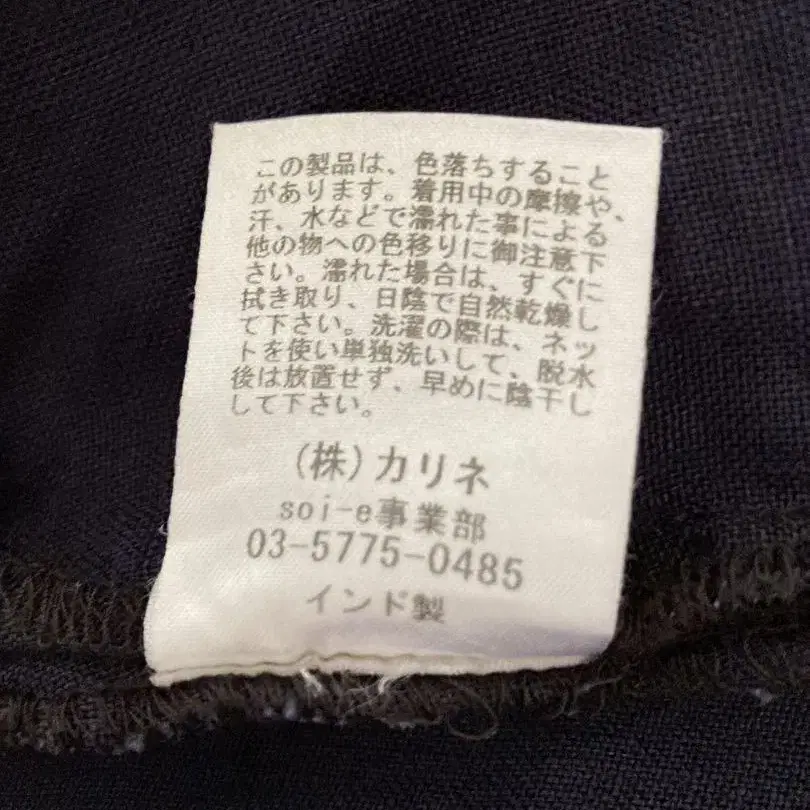 この製品は、色落ちすること
があります。着用中の摩擦や、
汗、水などで濡れた事による
他の物への色移りに御注意下
さい。濡れた場合は、すぐに
拭き取り、日陰で自然乾燥し
て下さい。洗濯の際は、ネッ
トを使い単独洗いして、脱水
後は放置せず、早めに陰干し
して下さい。
(株)カリネ
soi-e事業部
03-5775-0485
インド製